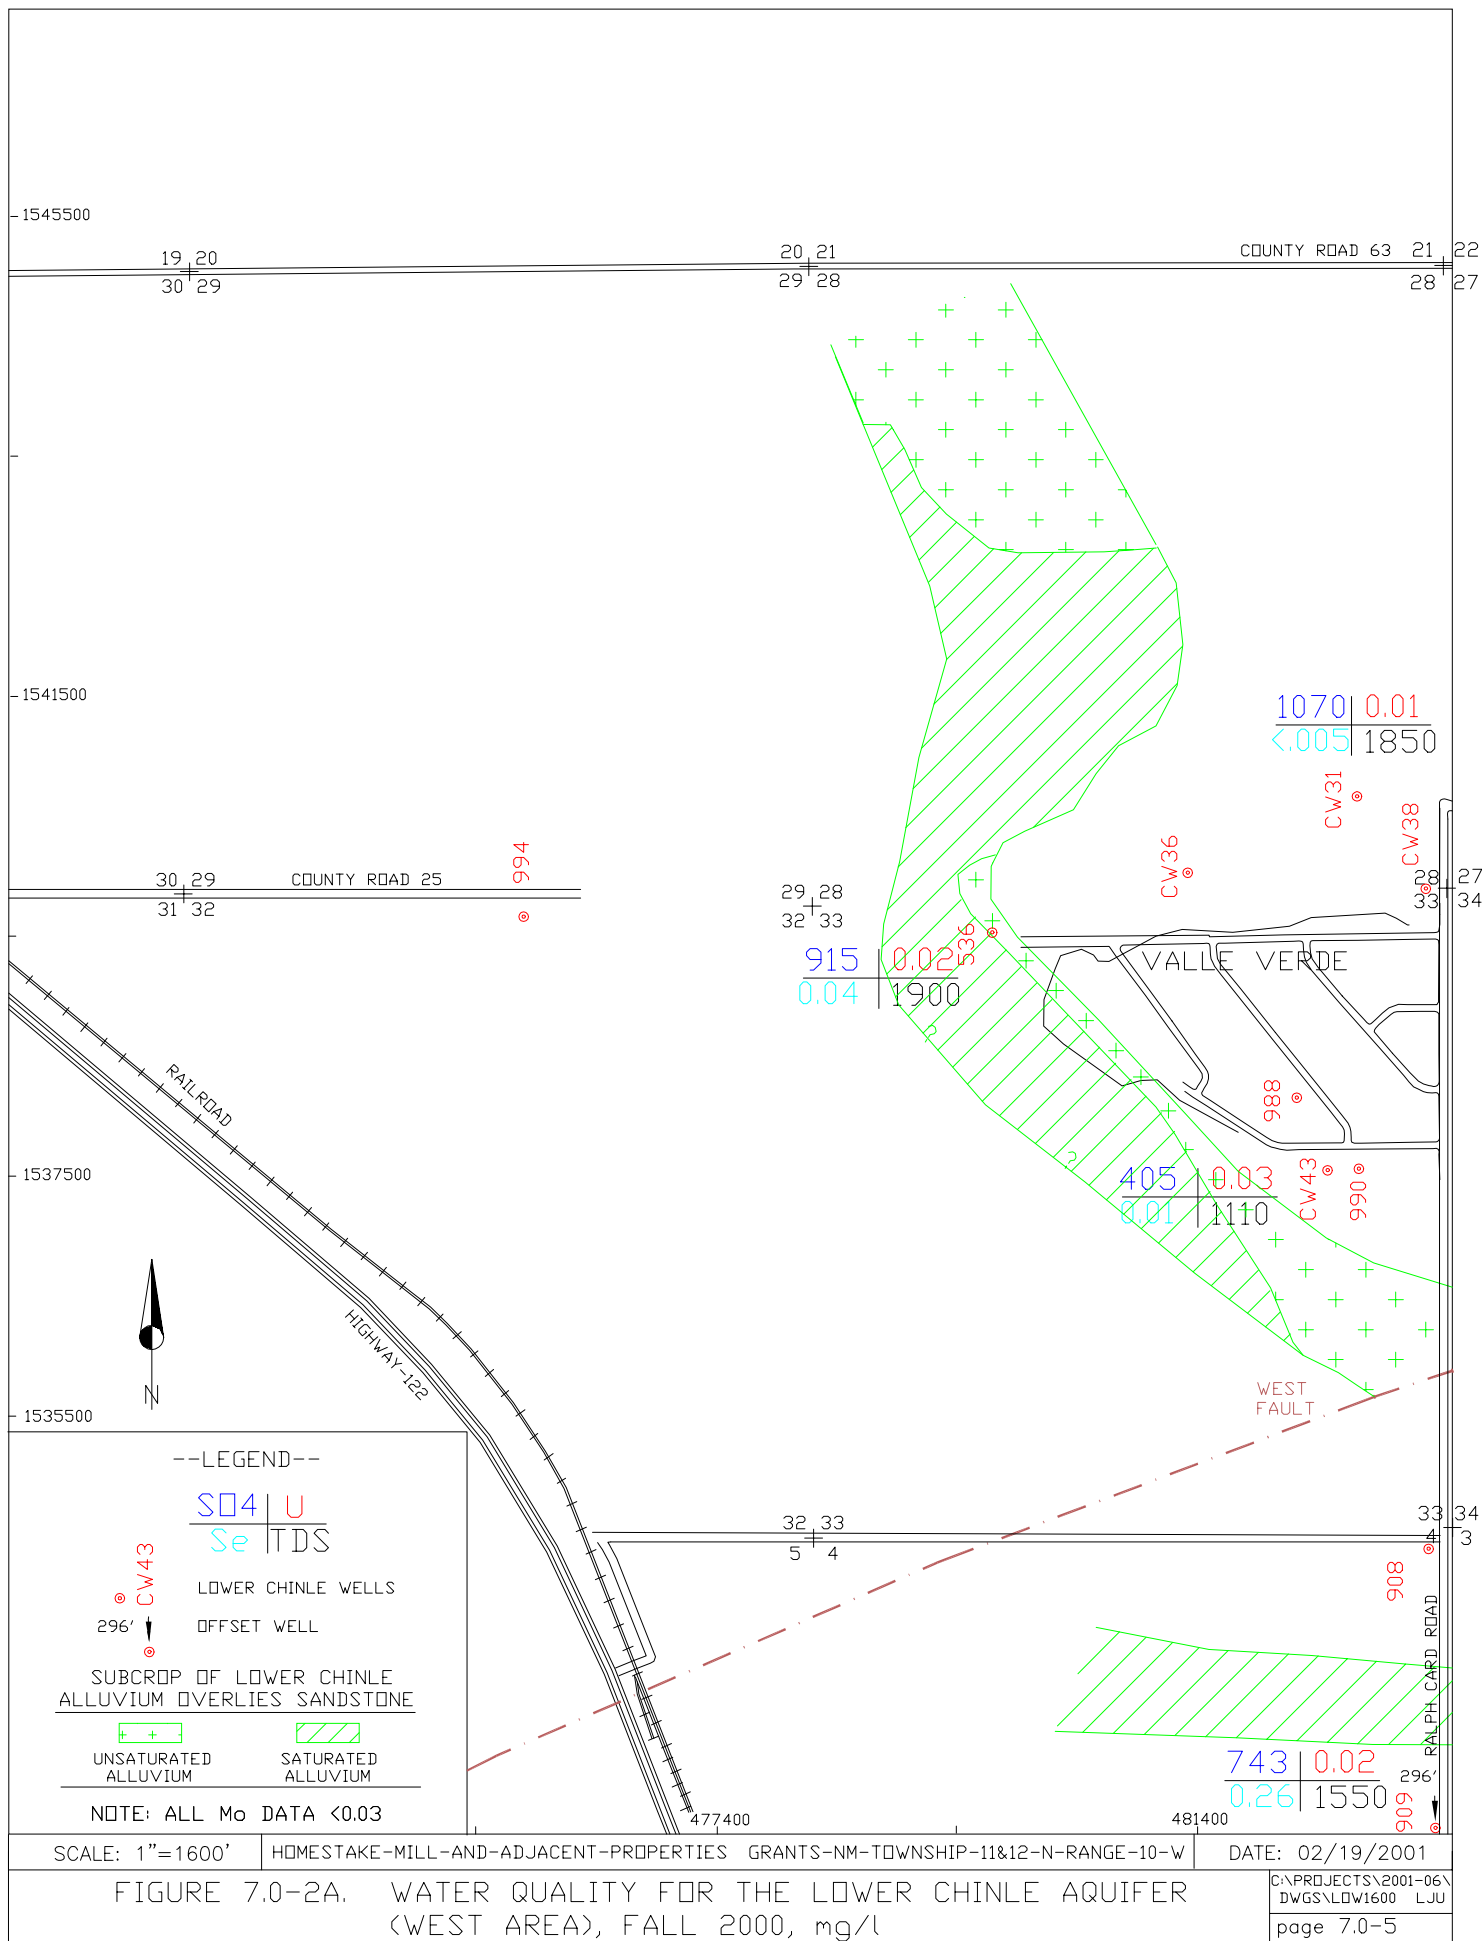 1545500
19 20
30 29
20 21
29 28
COUNTY ROAD 63
21 22
28 27
1541500
1070 0.01
<.005 1850
CW31
CW38
CW36
994
30 29
31 32
COUNTY ROAD 25
29 28
32 33
28 27
33 34
536
915 0.02
0.04 1900
VALLE VERDE
?
RAILROAD
988
?
1537500
405 0.03
0.01 1110
CW43
990
HIGHWAY-122
N
WEST
FAULT
1535500
--LEGEND--
SO4 U
Se TDS
CW43
LOWER CHINLE WELLS
296'
OFFSET WELL
SUBCROP OF LOWER CHINLE
ALLUVIUM OVERLIES SANDSTONE
UNSATURATED
ALLUVIUM
SATURATED
ALLUVIUM
NOTE: ALL Mo DATA <0.03
32 33
5 4
33 34
4 3
908
RALPH CARD ROAD
743 0.02
0.26 1550
296'
909
477400
481400
SCALE: 1"=1600'
HOMESTAKE-MILL-AND-ADJACENT-PROPERTIES GRANTS-NM-TOWNSHIP-11&12-N-RANGE-10-W
DATE: 02/19/2001
FIGURE 7.0-2A. WATER QUALITY FOR THE LOWER CHINLE AQUIFER
(WEST AREA), FALL 2000, mg/l
C:\PROJECTS\2001-06\
DWGS\LOW1600 LJU
page 7.0-5